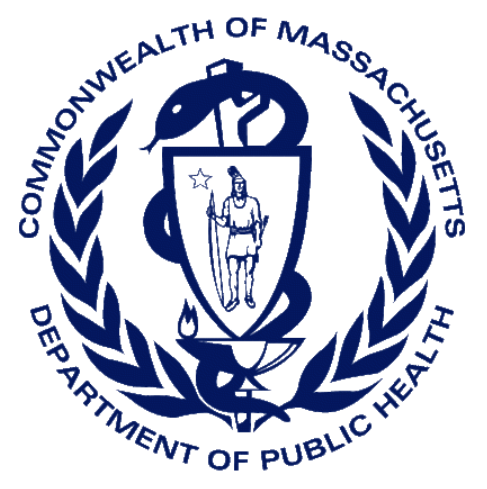 COMMONWEALTH OF MASSACHUSETTS
DEPARTMENT OF PUBLIC HEALTH